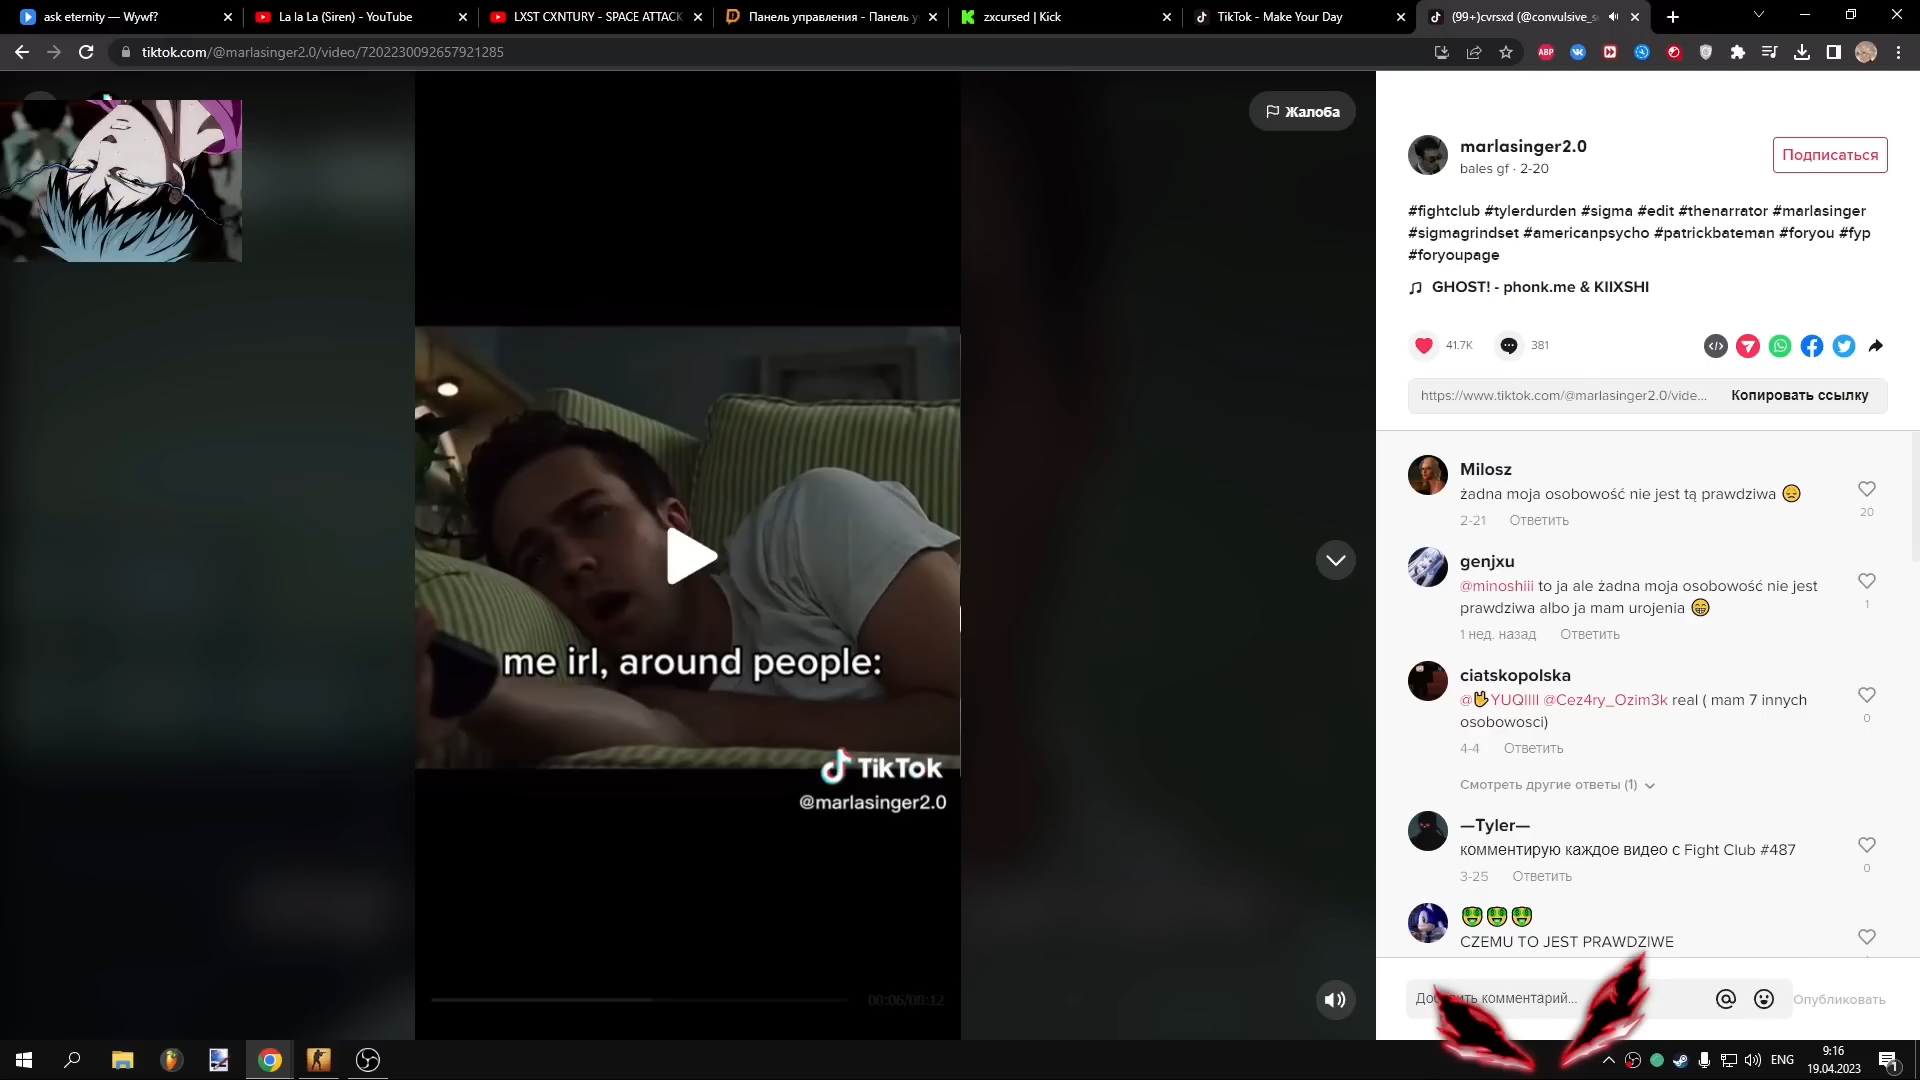 ask eternity — Wywf?
La la La (Siren) - YouTube
LXST CXNTURY - SPACE ATTACK
Панель управления - Панель у
zxcursed | Kick
TikTok - Make Your Day
(99+)cvrsxd (@convulsive_s
tiktok.com/@marlasinger2.0/video/7202230092657921285
ABP
Жалоба
marlasinger2.0
bales gf · 2-20
Подписаться
#fightclub #tylerdurden #sigma #edit #thenarrator #marlasinger
#sigmagrindset #americanpsycho #patrickbateman #foryou #fyp
#foryoupage
GHOST! - phonk.me & KIIXSHI
41.7K
381
https://www.tiktok.com/@marlasinger2.0/vide...
Копировать ссылку
me irl, around people:
TikTok
@marlasinger2.0
00:06/00:12
Milosz
żadna moja osobowość nie jest tą prawdziwa 😞
2-21 Ответить
20
genjxu
@minoshiii to ja ale żadna moja osobowość nie jest
prawdziwa albo ja mam urojenia 😁
1 нед. назад Ответить
1
ciatskopolska
@🤘YUQIIII @Cez4ry_Ozim3k real ( mam 7 innych
osobowosci)
4-4 Ответить
0
Смотреть другие ответы (1)
—Tyler—
комментирую каждое видео с Fight Club #487
3-25 Ответить
0
🤑🤑🤑
CZEMU TO JEST PRAWDZIWE
Опубликовать
ENG
9:16
19.04.2023
1